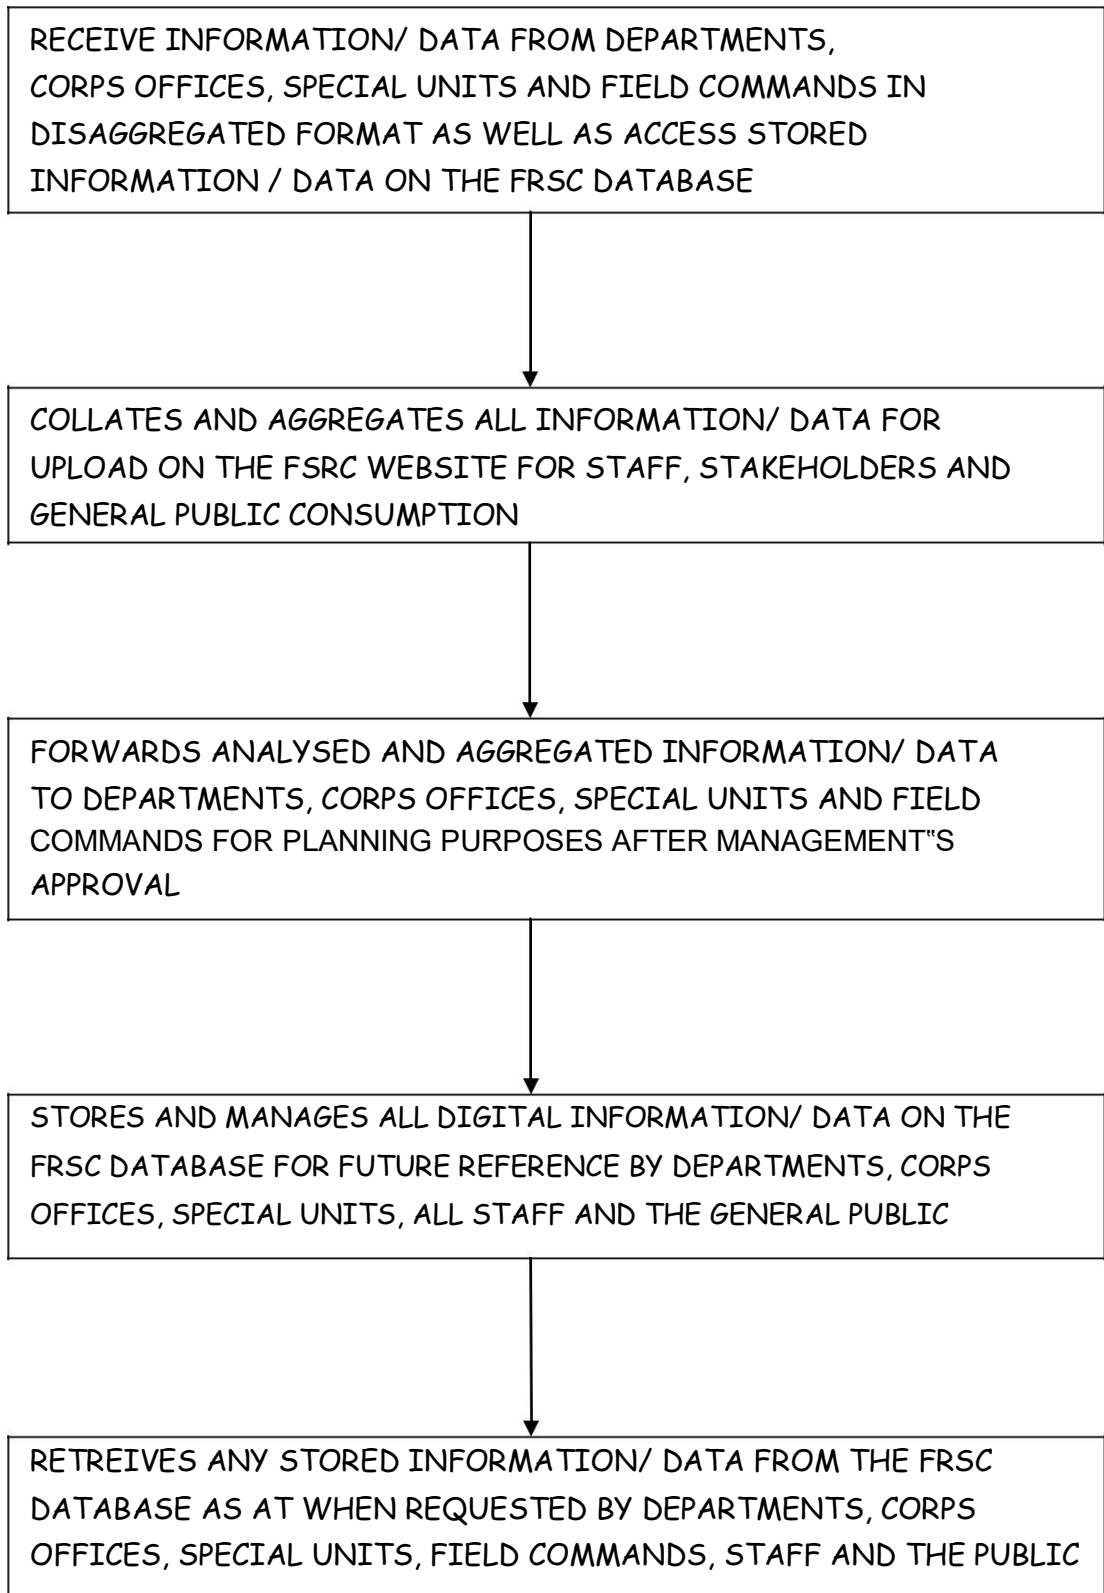 RECEIVE INFORMATION/ DATA FROM DEPARTMENTS,
CORPS OFFICES, SPECIAL UNITS AND FIELD COMMANDS IN
DISAGGREGATED FORMAT AS WELL AS ACCESS STORED
INFORMATION / DATA ON THE FRSC DATABASE
COLLATES AND AGGREGATES ALL INFORMATION/ DATA FOR
UPLOAD ON THE FSRC WEBSITE FOR STAFF, STAKEHOLDERS AND
GENERAL PUBLIC CONSUMPTION
FORWARDS ANALYSED AND AGGREGATED INFORMATION/ DATA
TO DEPARTMENTS, CORPS OFFICES, SPECIAL UNITS AND FIELD
COMMANDS FOR PLANNING PURPOSES AFTER MANAGEMENT‟S
APPROVAL
STORES AND MANAGES ALL DIGITAL INFORMATION/ DATA ON THE
FRSC DATABASE FOR FUTURE REFERENCE BY DEPARTMENTS, CORPS
OFFICES, SPECIAL UNITS, ALL STAFF AND THE GENERAL PUBLIC
RETREIVES ANY STORED INFORMATION/ DATA FROM THE FRSC
DATABASE AS AT WHEN REQUESTED BY DEPARTMENTS, CORPS
OFFICES, SPECIAL UNITS, FIELD COMMANDS, STAFF AND THE PUBLIC